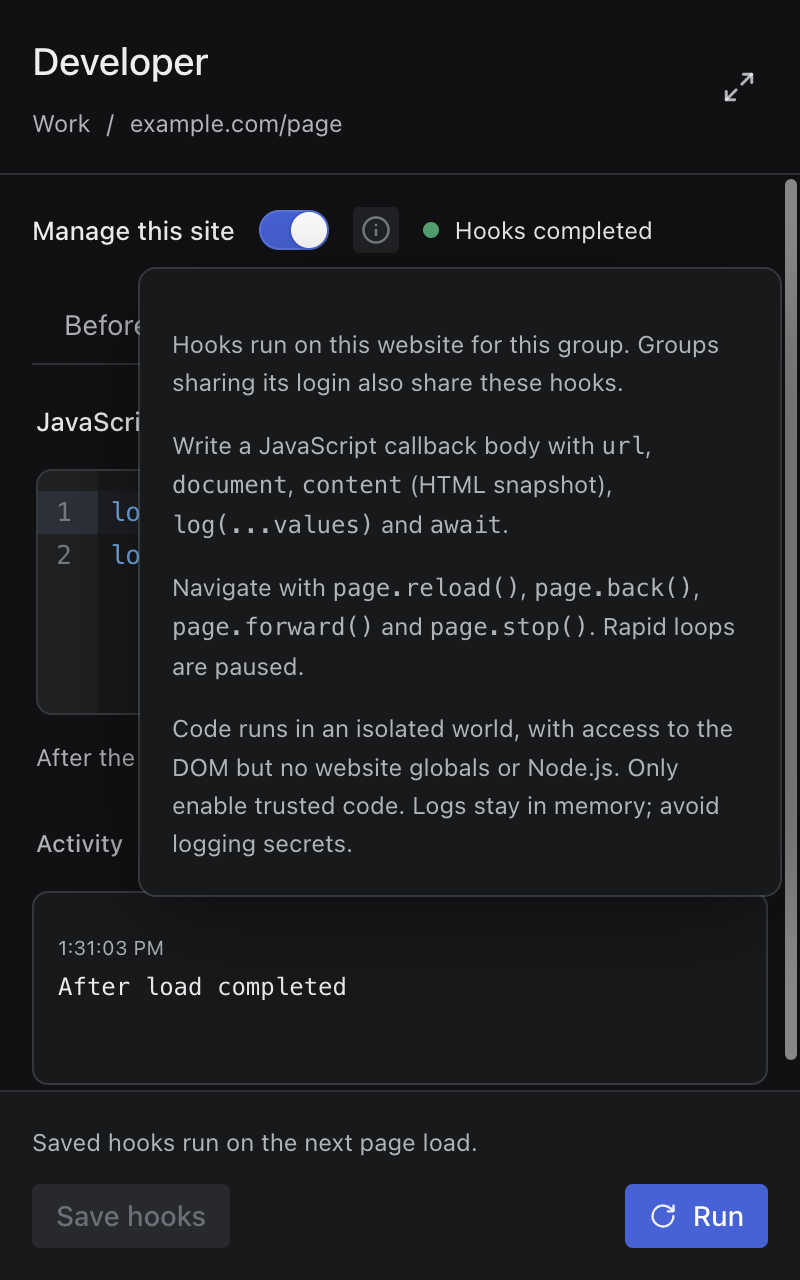 Developer
Work / example.com/page
Manage this site
Hooks completed
Before
Hooks run on this website for this group. Groups
sharing its login also share these hooks.
Write a JavaScript callback body with url,
document, content (HTML snapshot),
log(...values) and await.
Navigate with page.reload(), page.back(),
page.forward() and page.stop(). Rapid loops
are paused.
Code runs in an isolated world, with access to the
DOM but no website globals or Node.js. Only
enable trusted code. Logs stay in memory; avoid
logging secrets.
JavaScri
1 lo
2 lo
After the
Activity
1:31:03 PM
After load completed
Saved hooks run on the next page load.
Save hooks
Run